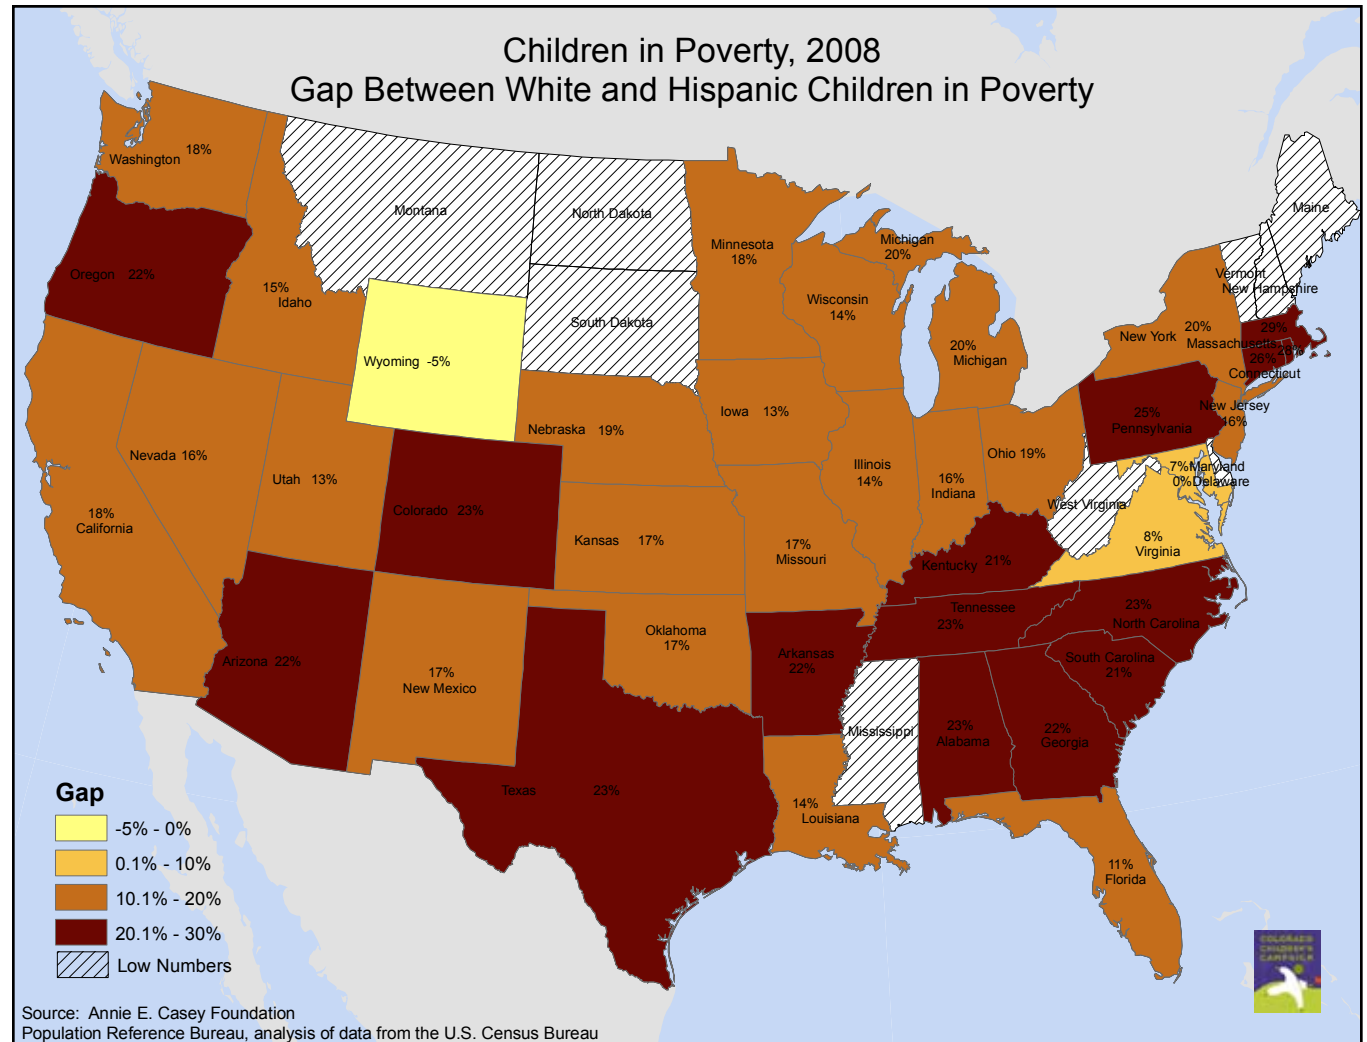 Children in Poverty, 2008
Gap Between White and Hispanic Children in Poverty
Washington 18%
Montana
North Dakota
Minnesota
18%
Michigan
20%
Maine
Vermont
New Hampshire
Oregon 22%
15%
Idaho
Wyoming -5%
South Dakota
Wisconsin
14%
20%
Michigan
New York 20%
29%
Massachusetts
26%
Connecticut
Nebraska 19%
Iowa 13%
25%
Pennsylvania
New Jersey
16%
Nevada 16%
Utah 13%
Colorado 23%
Illinois
14%
16%
Indiana
Ohio 19%
7% Maryland
0% Delaware
West Virginia
8%
Virginia
18%
California
Kansas 17%
17%
Missouri
Kentucky 21%
Tennessee
23%
23%
North Carolina
Arizona 22%
17%
New Mexico
Oklahoma
17%
Arkansas
22%
South Carolina
21%
Mississippi
23%
Alabama
22%
Georgia
Texas 23%
14%
Louisiana
11%
Florida
Gap
-5% - 0%
0.1% - 10%
10.1% - 20%
20.1% - 30%
Low Numbers
COLORADO
CHILDREN'S
CAMPAIGN
Source: Annie E. Casey Foundation
Population Reference Bureau, analysis of data from the U.S. Census Bureau